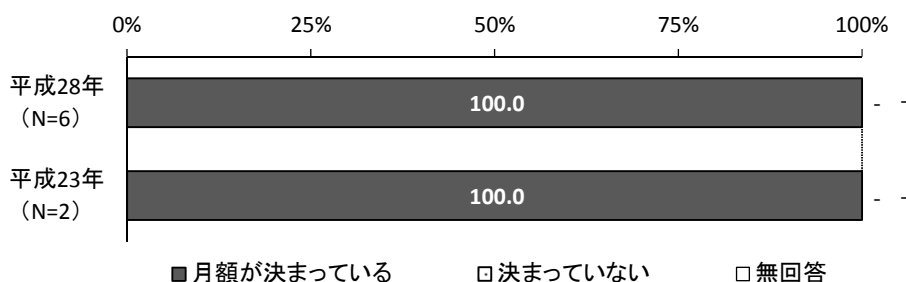 0% 25% 50% 75% 100%
平成28年
（N=6）
100.0
- -
平成23年
（N=2）
100.0
- -
■月額が決まっている □決まっていない □無回答